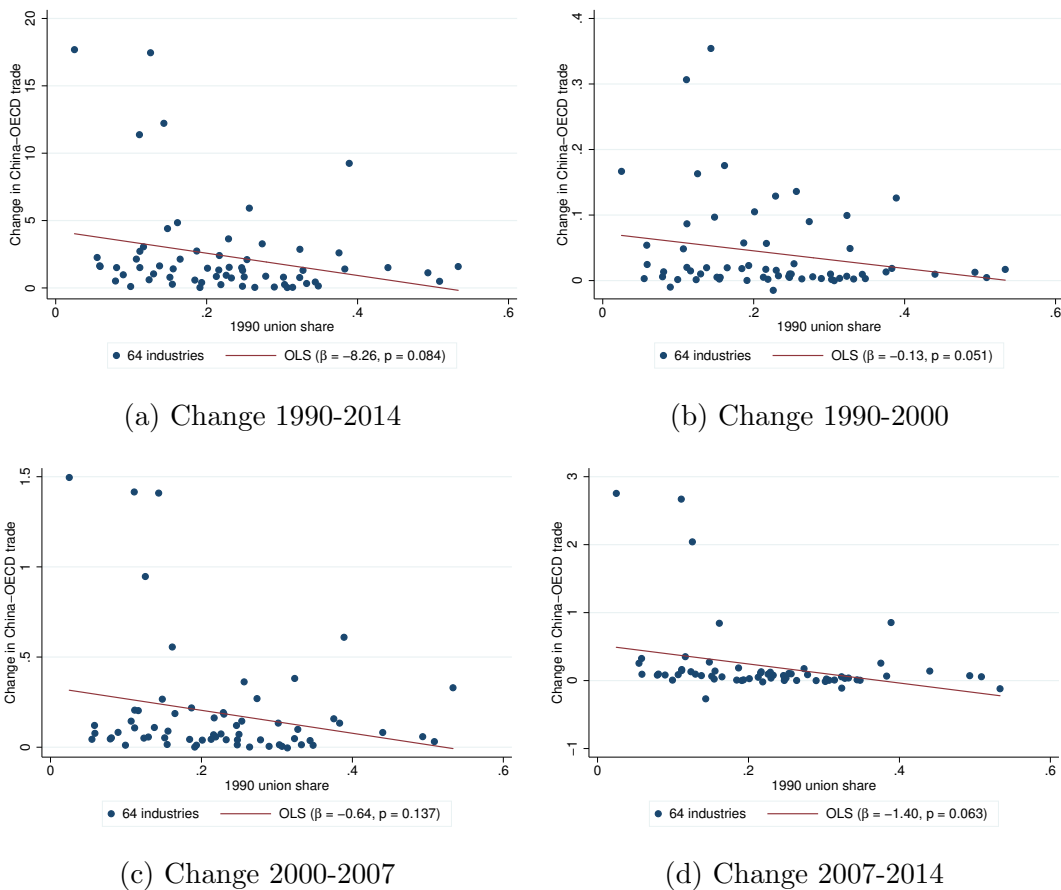 Change in China−OECD trade
20
15
10
5
0
0 .2 .4 .6
1990 union share
64 industries OLS (β = −8.26, p = 0.084)
(a) Change 1990-2014
Change in China−OECD trade
.4
.3
.2
.1
0
0 .2 .4 .6
1990 union share
64 industries OLS (β = −0.13, p = 0.051)
(b) Change 1990-2000
Change in China−OECD trade
1.5
1
.5
0
0 .2 .4 .6
1990 union share
64 industries OLS (β = −0.64, p = 0.137)
(c) Change 2000-2007
Change in China−OECD trade
3
2
1
0
−1
0 .2 .4 .6
1990 union share
64 industries OLS (β = −1.40, p = 0.063)
(d) Change 2007-2014